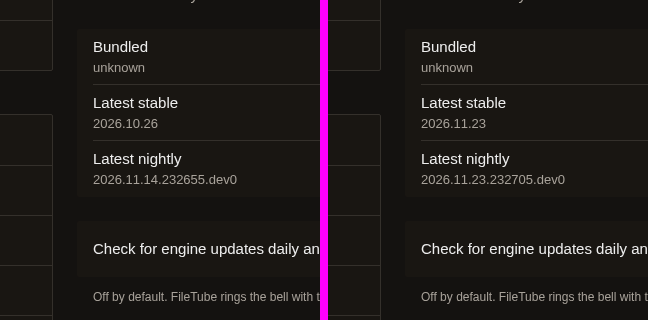 Bundled
unknown
Latest stable
2026.10.26
Latest nightly
2026.11.14.232655.dev0
Check for engine updates daily an
Off by default. FileTube rings the bell with t
Bundled
unknown
Latest stable
2026.11.23
Latest nightly
2026.11.23.232705.dev0
Check for engine updates daily an
Off by default. FileTube rings the bell with t